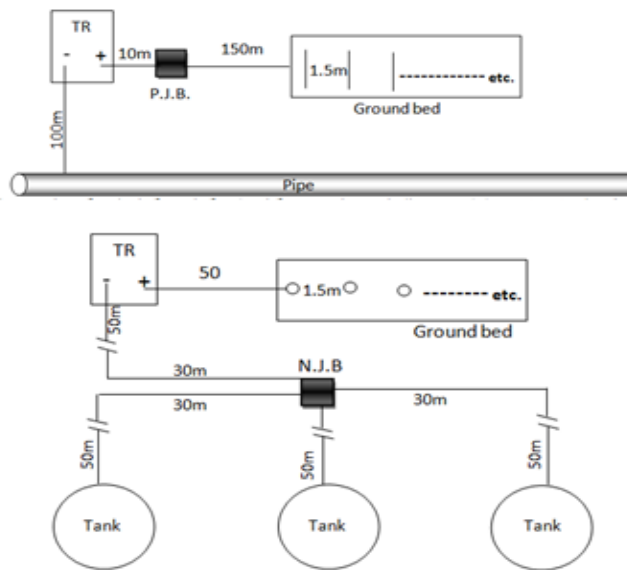 TR
- +
10m
150m
1.5m
etc.
P.J.B.
Ground bed
100m
Pipe
TR
- +
50
1.5m
etc.
Ground bed
50m
N.J.B
30m
30m
30m
50m
50m
50m
Tank
Tank
Tank